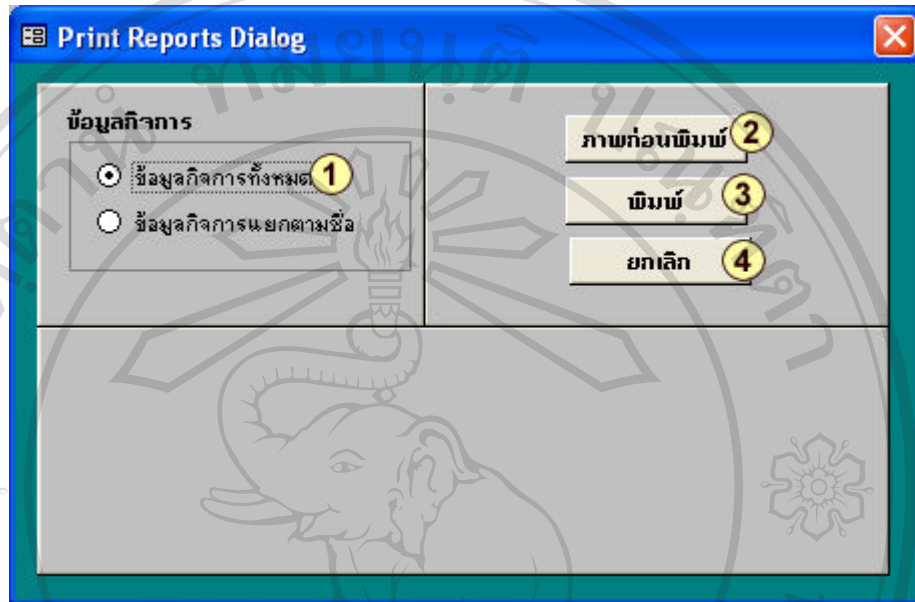 Print Reports Dialog
ข้อมูลกิจการ
ข้อมูลกิจการทั้งหมด 1
ข้อมูลกิจการแยกตามชื่อ
ภาพก่อนพิมพ์ 2
พิมพ์ 3
ยกเลิก 4